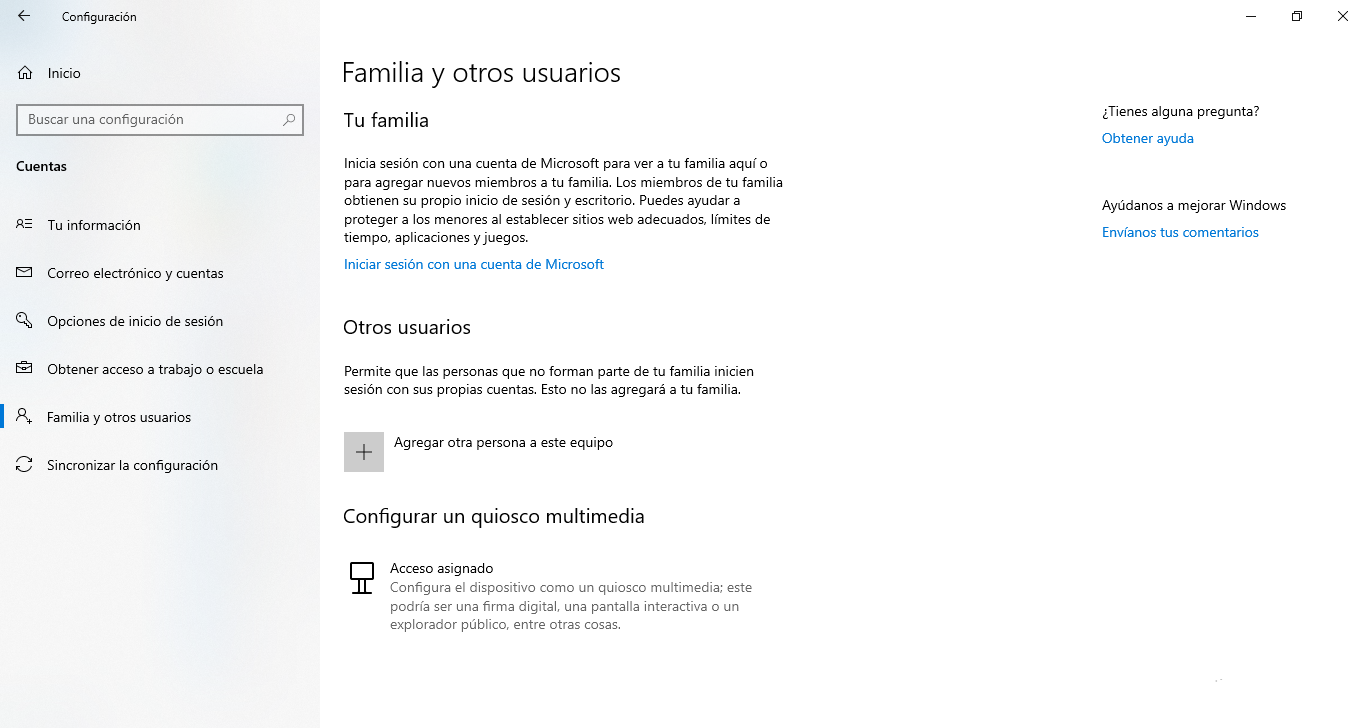 Configuración
Inicio
Buscar una configuración
Cuentas
Tu información
Correo electrónico y cuentas
Opciones de inicio de sesión
Obtener acceso a trabajo o escuela
Familia y otros usuarios
Sincronizar la configuración
Familia y otros usuarios
Tu familia
Inicia sesión con una cuenta de Microsoft para ver a tu familia aquí o
para agregar nuevos miembros a tu familia. Los miembros de tu familia
obtienen su propio inicio de sesión y escritorio. Puedes ayudar a
proteger a los menores al establecer sitios web adecuados, límites de
tiempo, aplicaciones y juegos.
Iniciar sesión con una cuenta de Microsoft
Otros usuarios
Permite que las personas que no forman parte de tu familia inicien
sesión con sus propias cuentas. Esto no las agregará a tu familia.
Agregar otra persona a este equipo
Configurar un quiosco multimedia
Acceso asignado
Configura el dispositivo como un quiosco multimedia; este
podría ser una firma digital, una pantalla interactiva o un
explorador público, entre otras cosas.
¿Tienes alguna pregunta?
Obtener ayuda
Ayúdanos a mejorar Windows
Envíanos tus comentarios